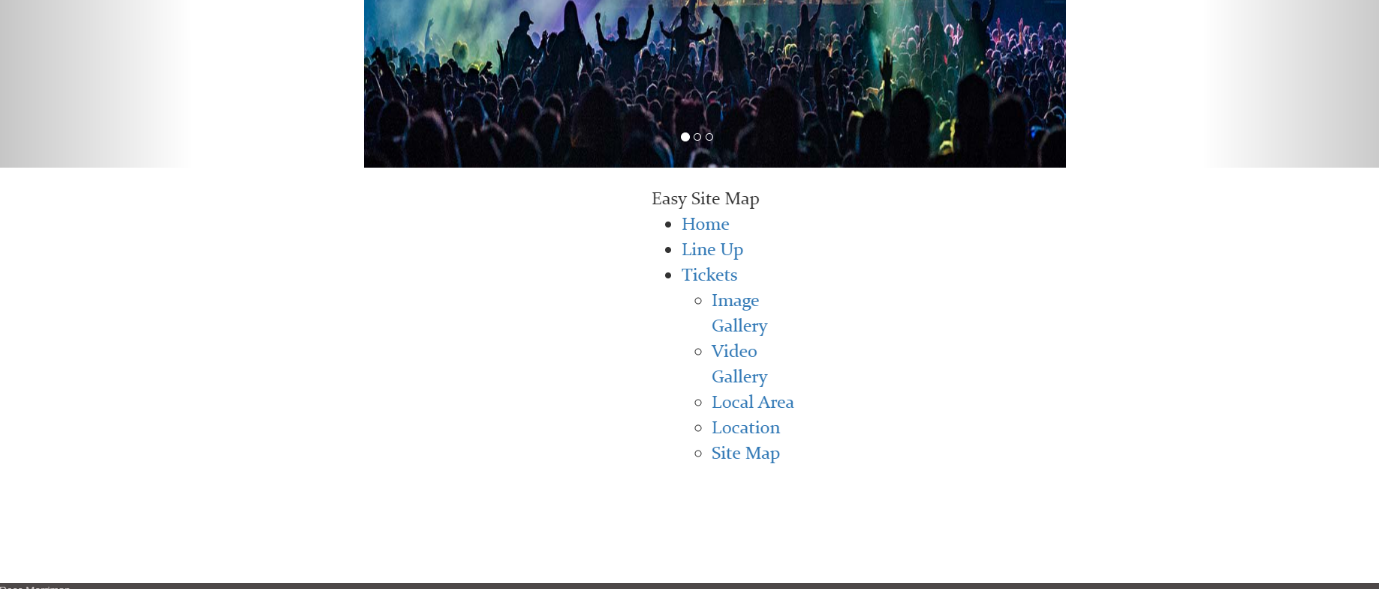 Easy Site Map
Home
Line Up
Tickets
Image
Gallery
Video
Gallery
Local Area
Location
Site Map